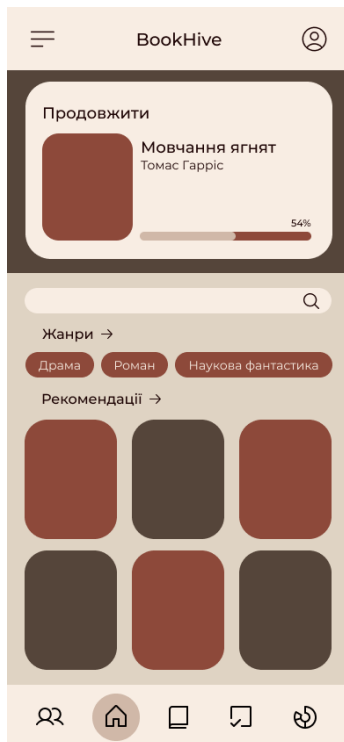 BookHive
Продовжити
Мовчання ягнят
Томас Гарріс
54%
Жанри →
Драма
Роман
Наукова фантастика
Рекомендації →